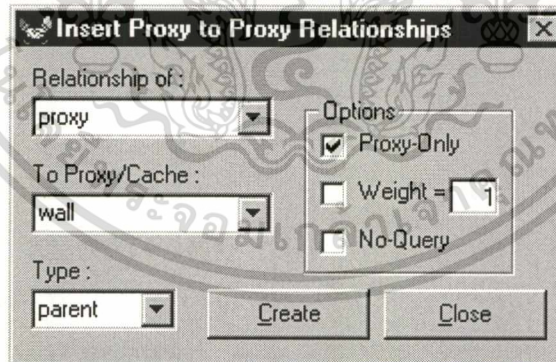 Insert Proxy to Proxy Relationships
Relationship of :
proxy
To Proxy/Cache :
wall
Type :
parent
Options
Proxy-Only
Weight = 1
No-Query
Create
Close